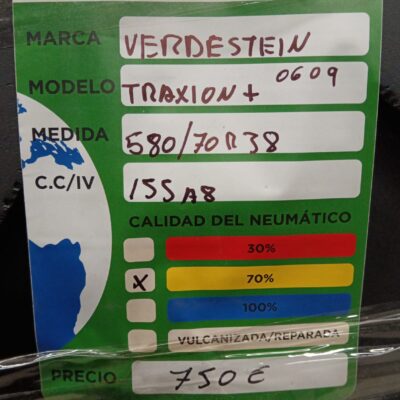 MARCA VERDESTEIN
MODELO TRAXION+ 0609
MEDIDA 580/70R38
C.C/IV 155A8
CALIDAD DEL NEUMÁTICO
30%
X 70%
100%
VULCANIZADA/REPARADA
PRECIO 750€